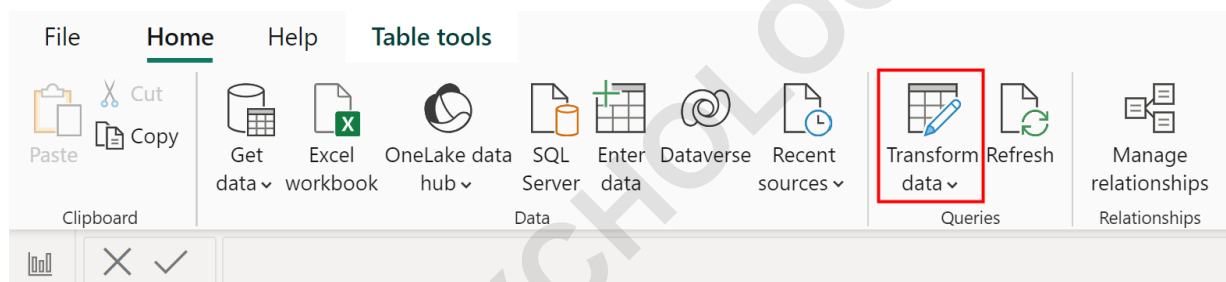 File Home Help Table tools
Paste
Cut
Copy
Clipboard
Get
data
Excel
workbook
OneLake data
hub
SQL
Server
Enter
data
Dataverse
Recent
sources
Data
Transform
data
Refresh
Queries
Manage
relationships
Relationships